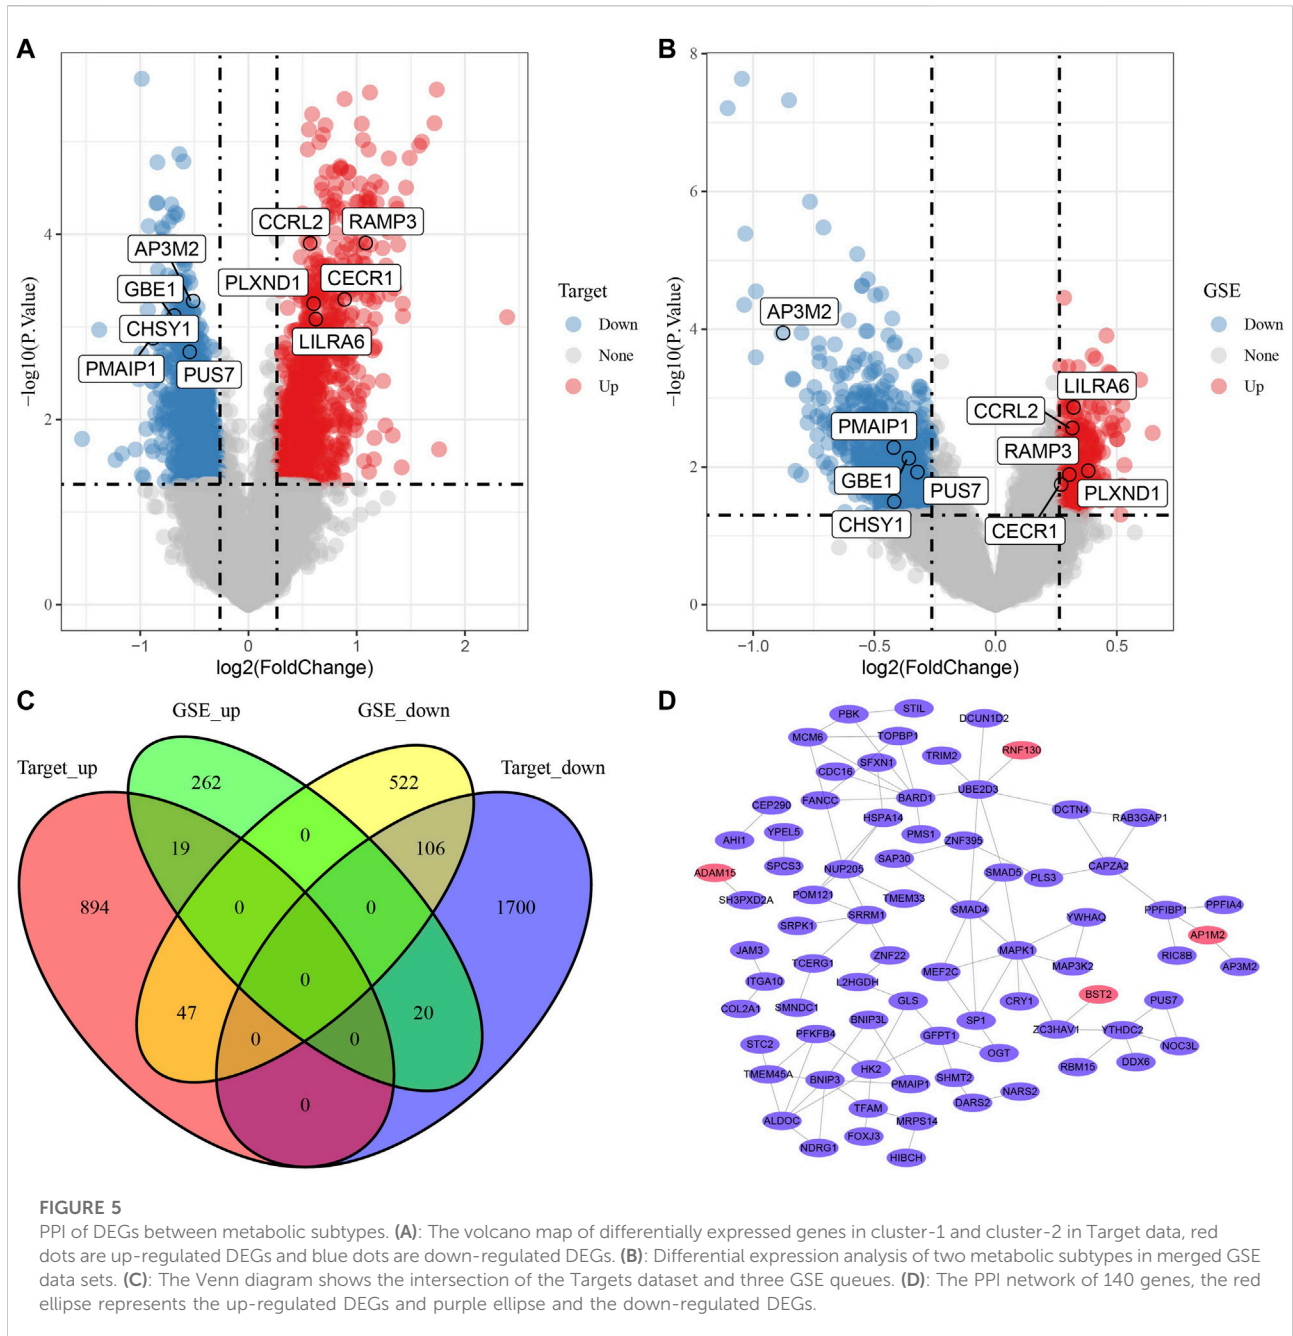 A
AP3M2
GBE1
CHSY1
PMAIP1
PUS7
CCRL2
RAMP3
PLXND1
CECR1
LILRA6
−log10(P.Value)
0
2
4
−1
0
1
2
log2(FoldChange)
Target
Down
None
Up
B
AP3M2
PMAIP1
GBE1
PUS7
CHSY1
LILRA6
CCRL2
RAMP3
PLXND1
CECR1
−log10(P.Value)
0
2
4
6
8
−1.0
−0.5
0.0
0.5
log2(FoldChange)
GSE
Down
None
Up
C
GSE_up
GSE_down
Target_up
Target_down
262
522
0
19
106
894
0
0
1700
0
47
20
0
0
0
D
PBK
STIL
DCUN1D2
MCM6
TOPBP1
RNF130
TRIM2
SFXN1
CDC16
UBE2D3
FANCC
BARD1
CEP290
DCTN4
RAB3GAP1
HSPA14
AHI1
YPEL5
PMS1
ZNF395
SPCS3
SAP30
NUP205
SMAD5
PLS3
CAPZA2
ADAM15
SH3PXD2A
POM121
TMEM33
SRPK1
SRRM1
SMAD4
YWHAQ
PPFIBP1
PPFIA4
AP1M2
RIC8B
AP3M2
JAM3
TCERG1
ZNF22
MAPK1
MAP3K2
ITGA10
L2HGDH
MEF2C
COL2A1
SMNDC1
GLS
CRY1
BST2
PUS7
BNIP3L
SP1
ZC3HAV1
YTHDC2
STC2
PFKFB4
GFPT1
OGT
NOC3L
RBM15
DDX6
TMEM45A
BNIP3
HK2
PMAIP1
SHMT2
NARS2
DARS2
ALDOC
TFAM
MRPS14
NDRG1
FOXJ3
HIBCH
FIGURE 5
PPI of DEGs between metabolic subtypes. (A): The volcano map of differentially expressed genes in cluster-1 and cluster-2 in Target data, red
dots are up-regulated DEGs and blue dots are down-regulated DEGs. (B): Differential expression analysis of two metabolic subtypes in merged GSE
data sets. (C): The Venn diagram shows the intersection of the Targets dataset and three GSE queues. (D): The PPI network of 140 genes, the red
ellipse represents the up-regulated DEGs and purple ellipse and the down-regulated DEGs.